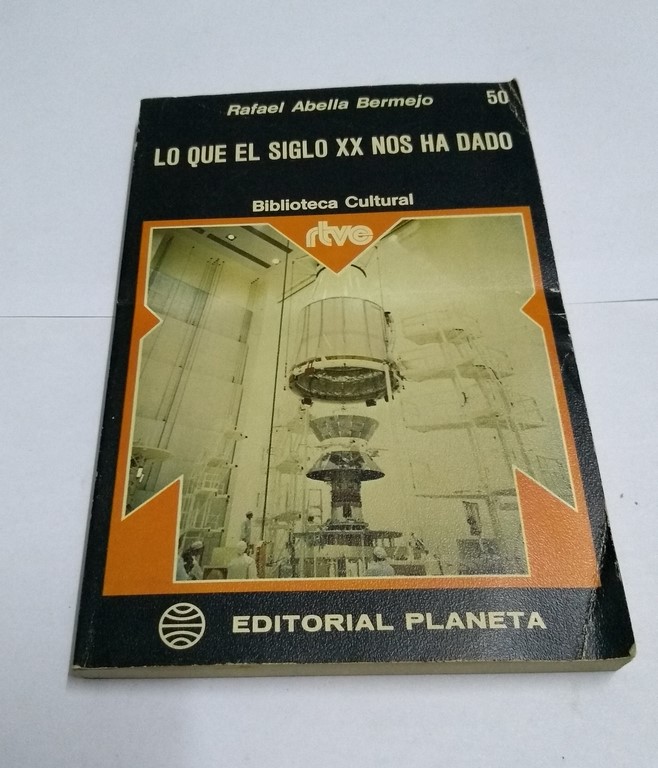 Rafael Abella Bermejo 50
LO QUE EL SIGLO XX NOS HA DADO
Biblioteca Cultural
rtve
EDITORIAL PLANETA